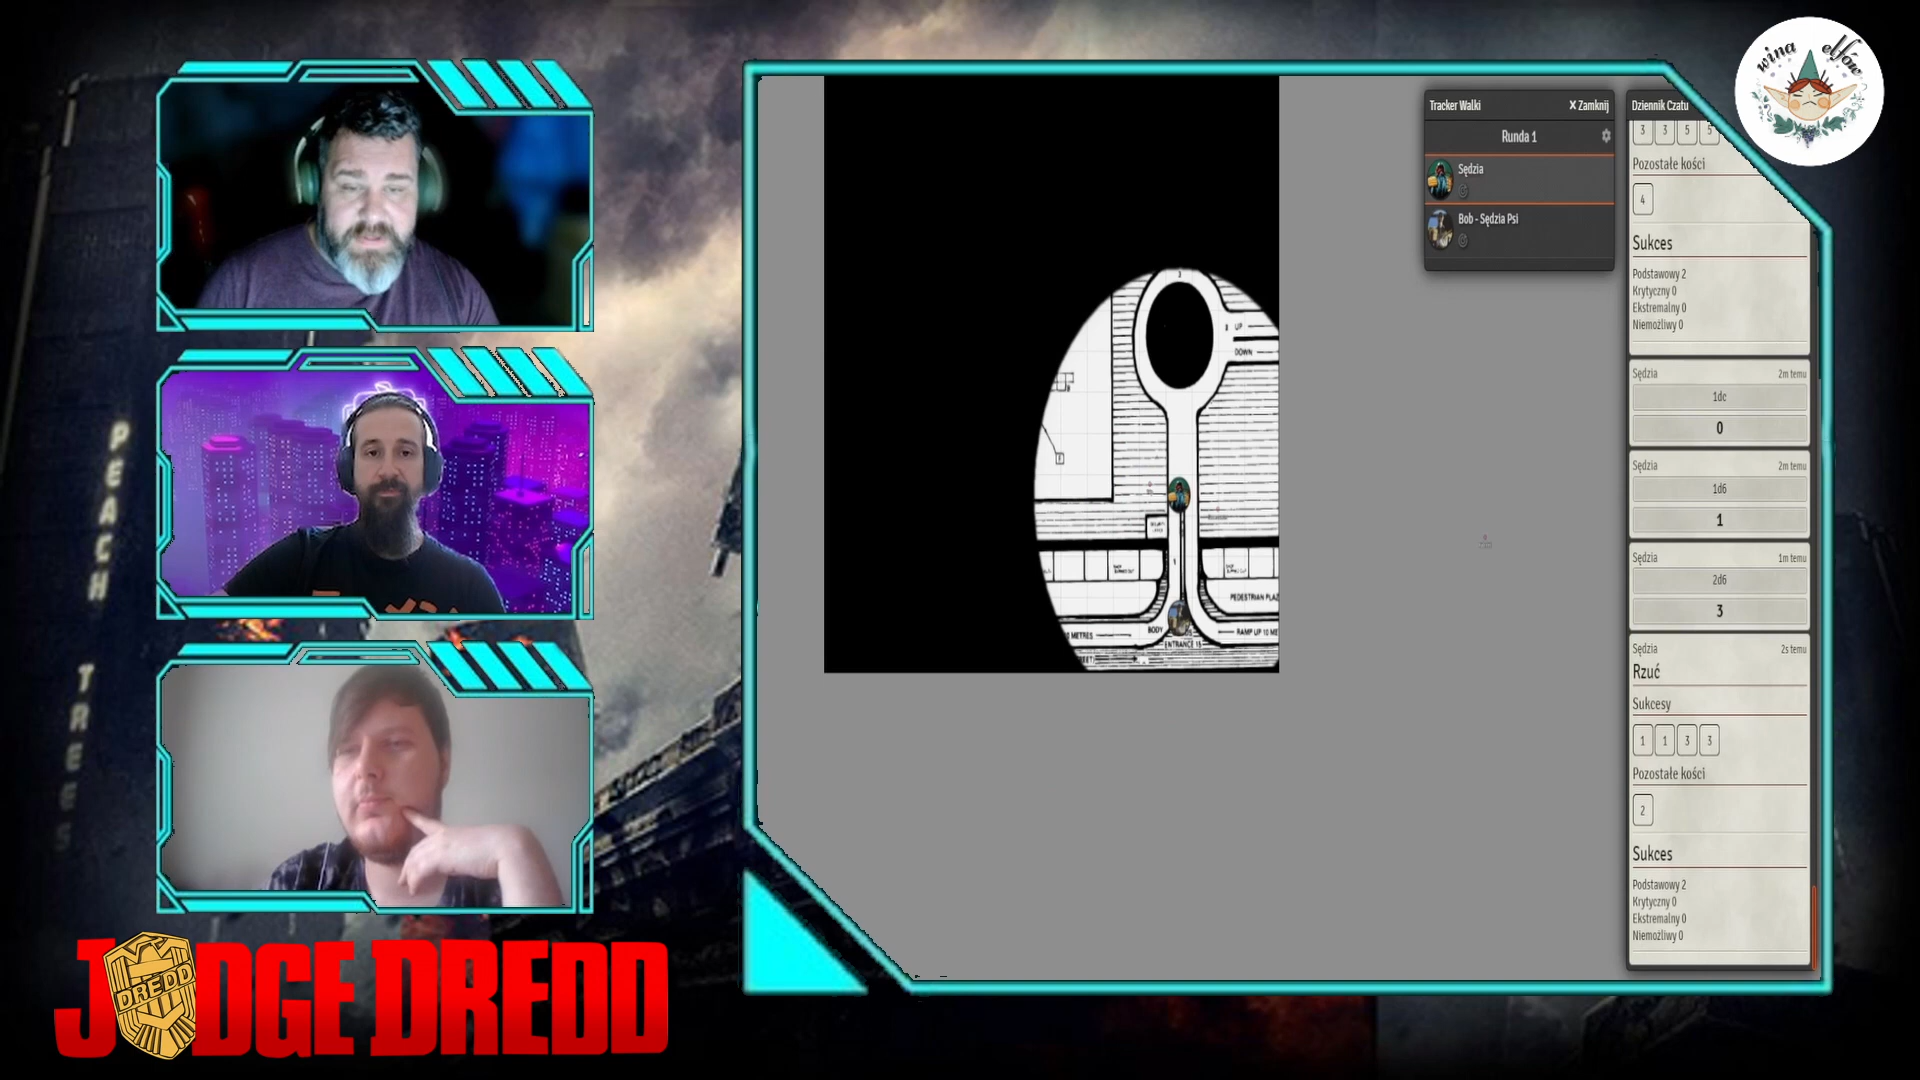 PEACH TREES
JUDGE DREDD
DREDD
wina elfów
UP
DOWN
PEDESTRIAN PLAZ
METRES
BODY
RAMP UP 10 ME
ENTRANCE 15
Tracker Walki
X Zamknij
Runda 1
Sędzia
Bob - Sędzia Psi
Dziennik Czatu
3 3 5 5
Pozostałe kości
4
Sukces
Podstawowy 2
Krytyczny 0
Ekstremalny 0
Niemożliwy 0
Sędzia 2m temu
1dc
0
Sędzia 2m temu
1d6
1
Sędzia 1m temu
2d6
3
Sędzia 2s temu
Rzuć
Sukcesy
1 1 3 3
Pozostałe kości
2
Sukces
Podstawowy 2
Krytyczny 0
Ekstremalny 0
Niemożliwy 0